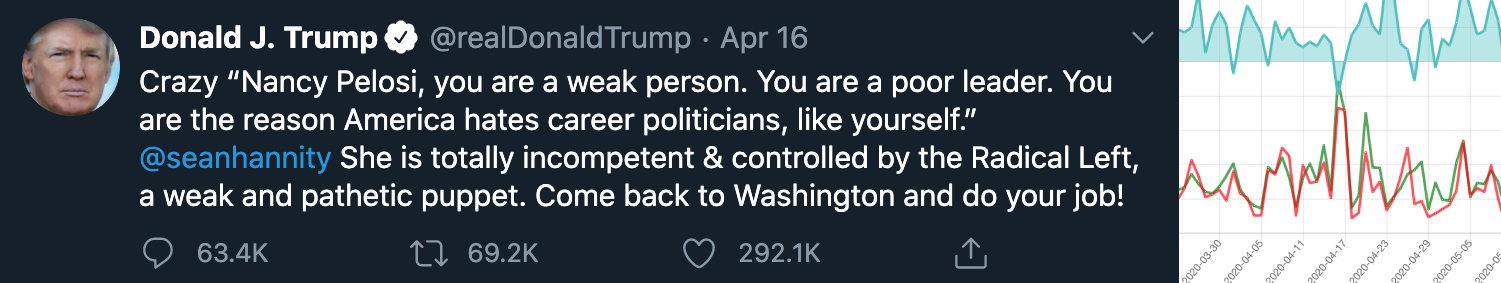 Donald J. Trump @realDonaldTrump · Apr 16
Crazy “Nancy Pelosi, you are a weak person. You are a poor leader. You
are the reason America hates career politicians, like yourself.”
@seanhannity She is totally incompetent & controlled by the Radical Left,
a weak and pathetic puppet. Come back to Washington and do your job!
63.4K 69.2K 292.1K
2020-03-30 2020-04-05 2020-04-11 2020-04-17 2020-04-23 2020-04-29 2020-05-05